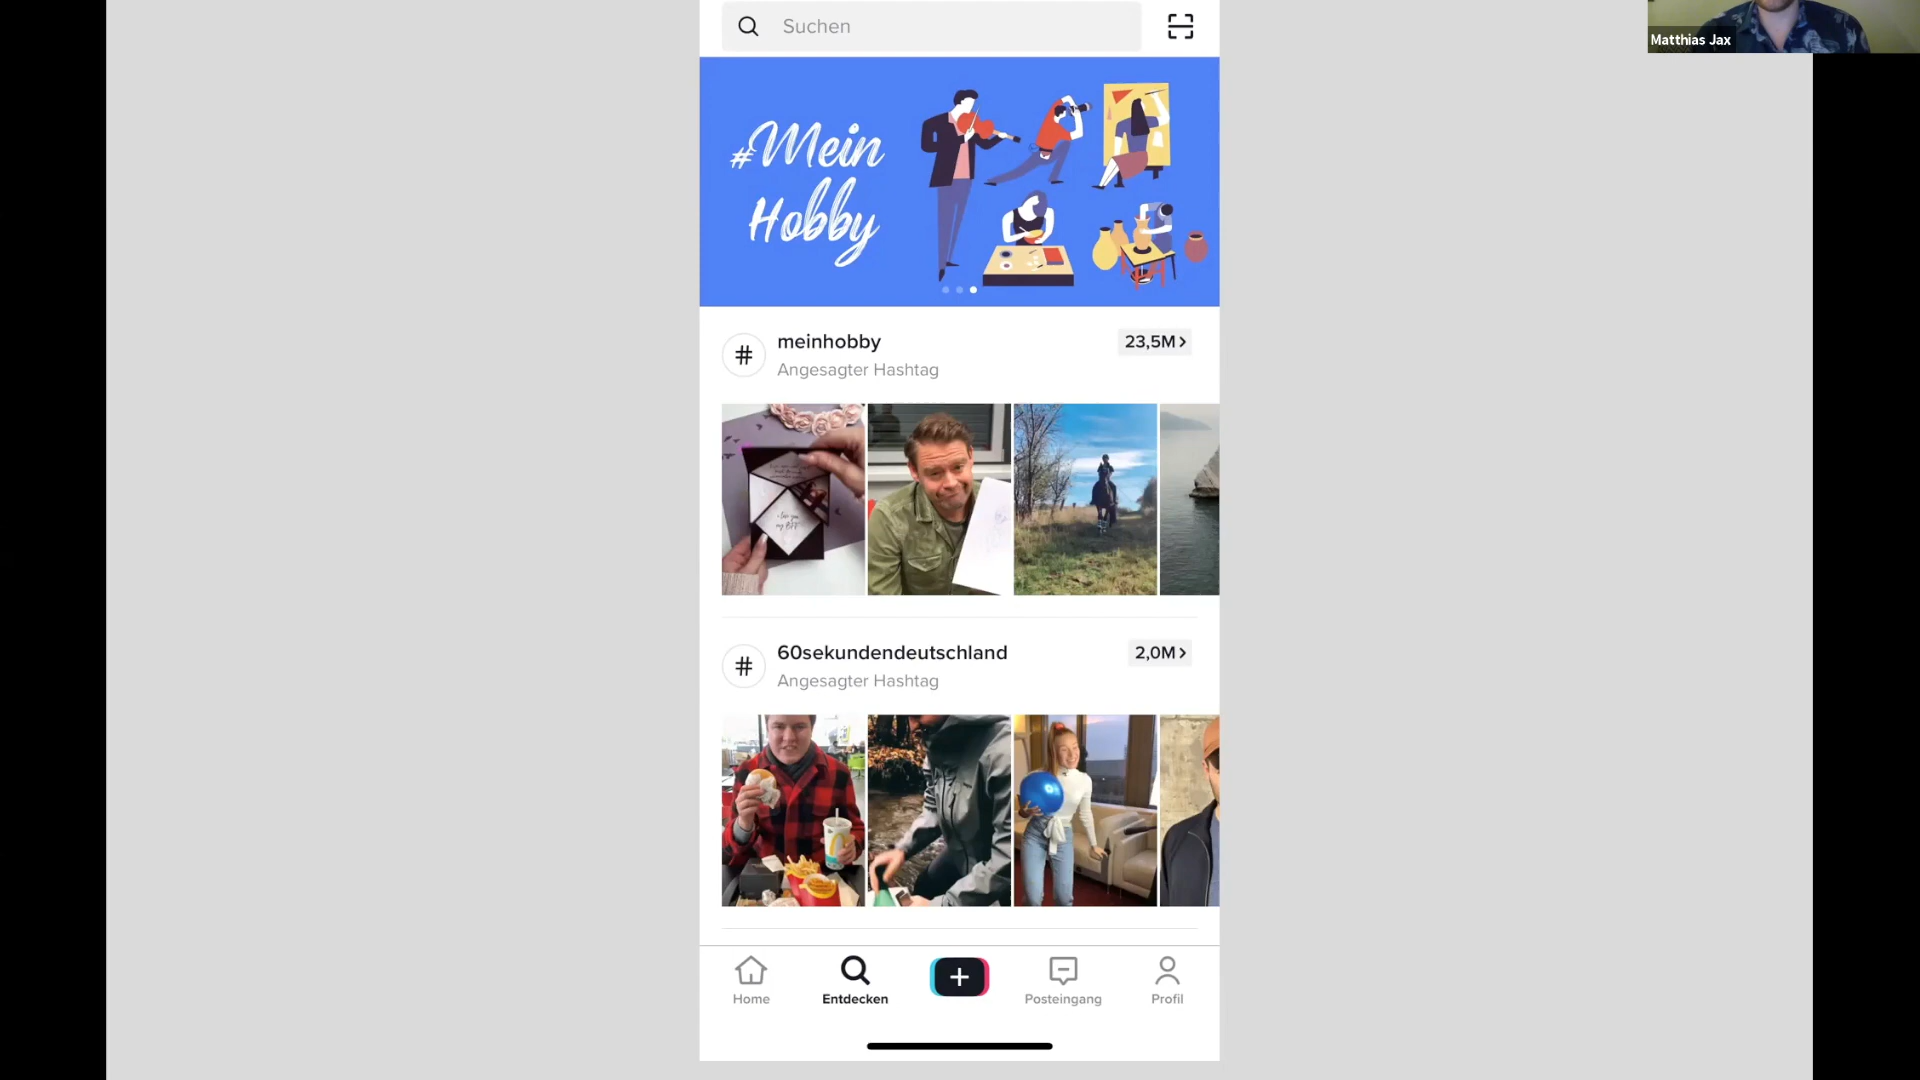 Suchen
Matthias Jax
#Mein
Hobby
meinhobby
23,5M
Angesagter Hashtag
60sekundendeutschland
2,0M
Angesagter Hashtag
Home
Entdecken
Posteingang
Profil